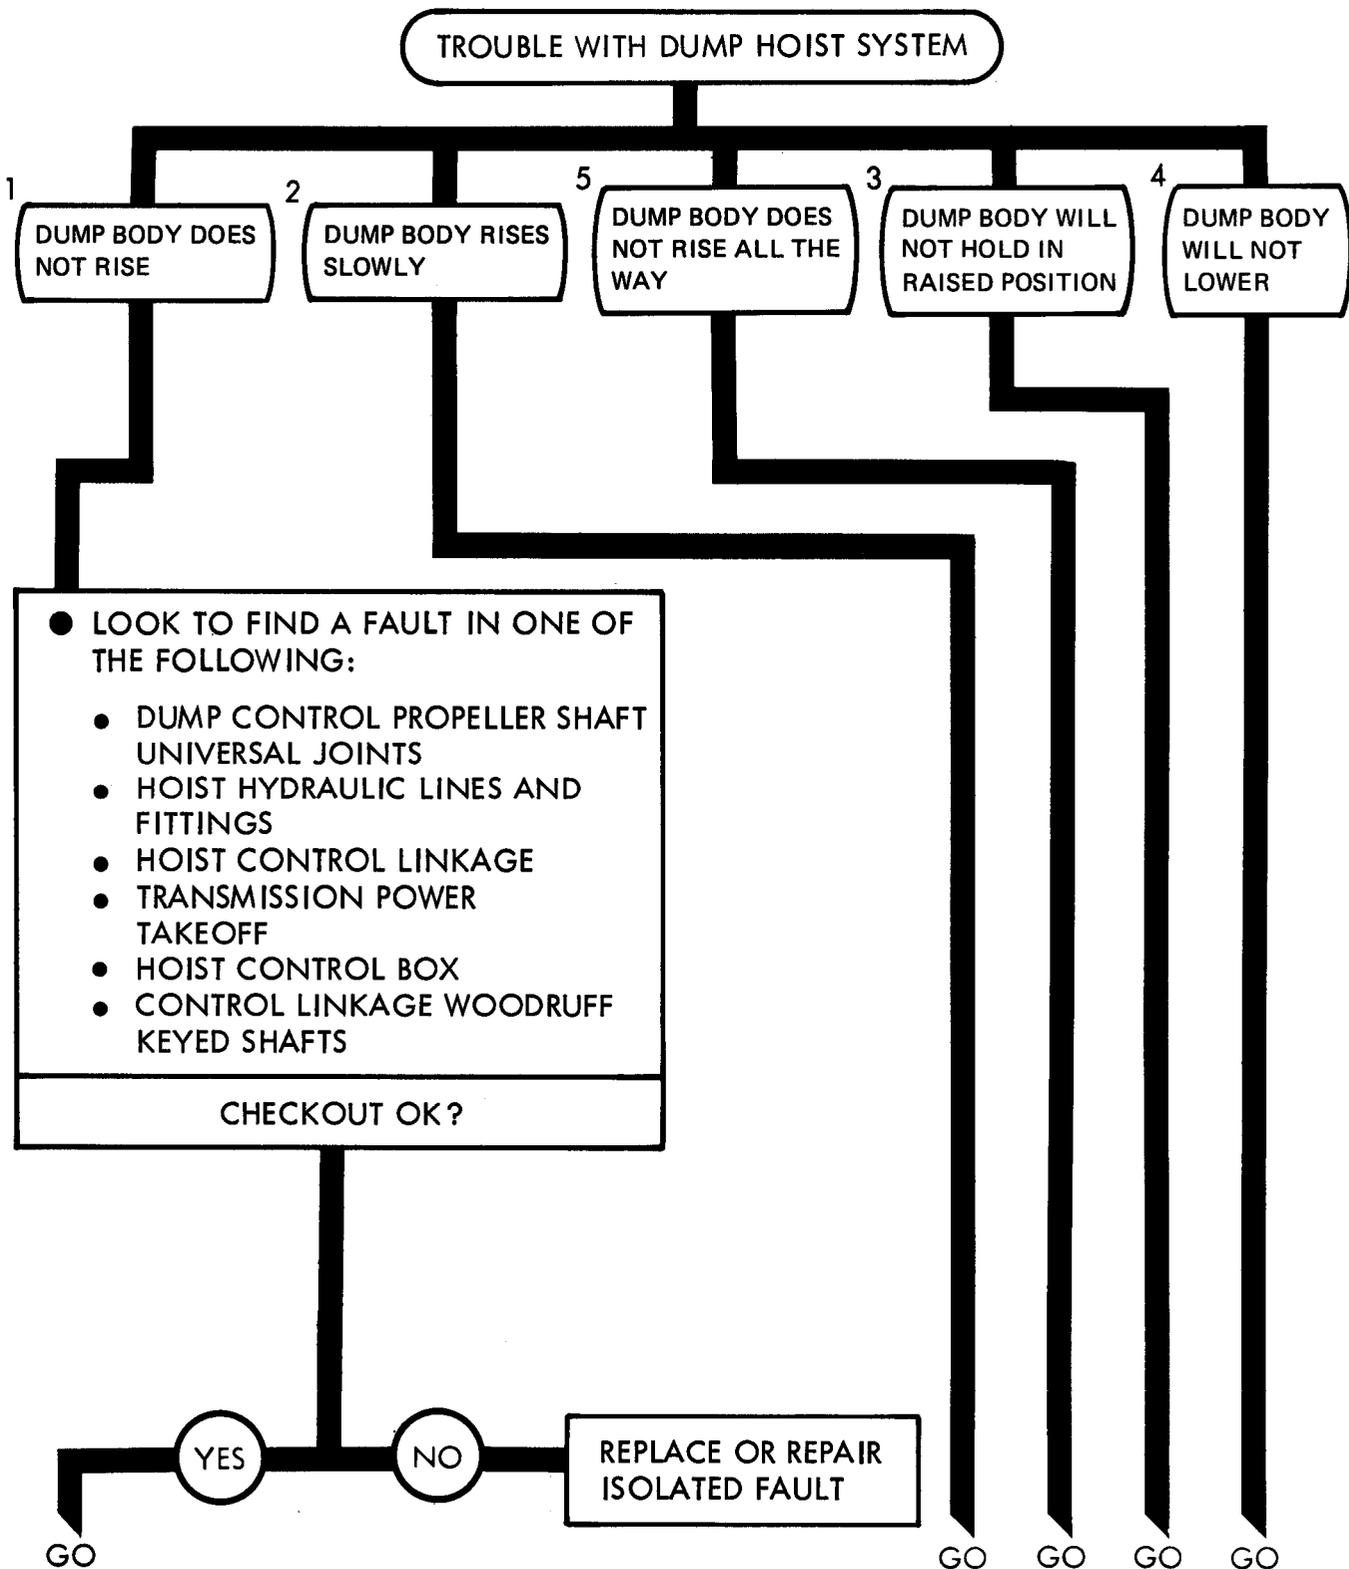 TROUBLE WITH DUMP HOIST SYSTEM
1
DUMP BODY DOES
NOT RISE
2
DUMP BODY RISES
SLOWLY
5
DUMP BODY DOES
NOT RISE ALL THE
WAY
3
DUMP BODY WILL
NOT HOLD IN
RAISED POSITION
4
DUMP BODY
WILL NOT
LOWER
● LOOK TO FIND A FAULT IN ONE OF
THE FOLLOWING:
● DUMP CONTROL PROPELLER SHAFT
UNIVERSAL JOINTS
● HOIST HYDRAULIC LINES AND
FITTINGS
● HOIST CONTROL LINKAGE
● TRANSMISSION POWER
TAKEOFF
● HOIST CONTROL BOX
● CONTROL LINKAGE WOODRUFF
KEYED SHAFTS
CHECKOUT OK?
YES
NO
REPLACE OR REPAIR
ISOLATED FAULT
GO
GO
GO
GO
GO